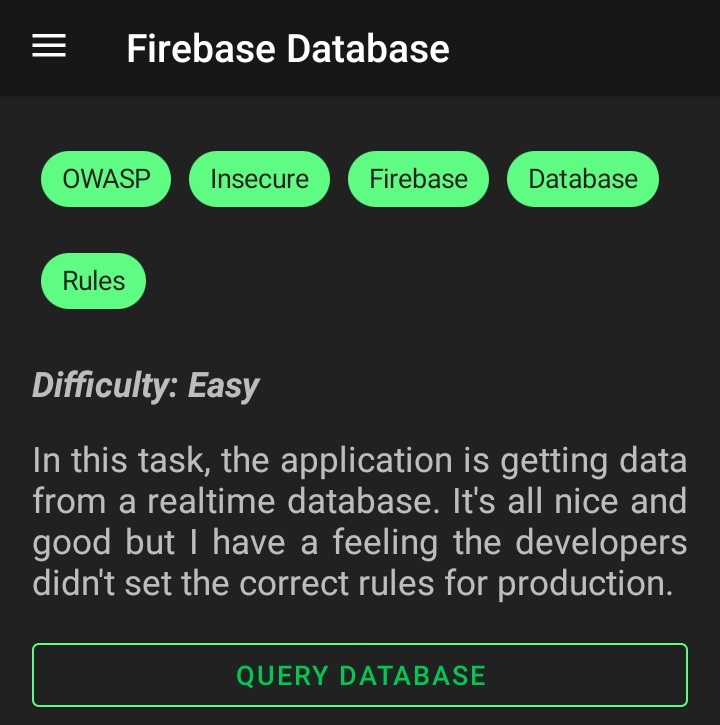 Firebase Database
OWASP Insecure Firebase Database
Rules
Difficulty: Easy
In this task, the application is getting data
from a realtime database. It's all nice and
good but I have a feeling the developers
didn't set the correct rules for production.
QUERY DATABASE